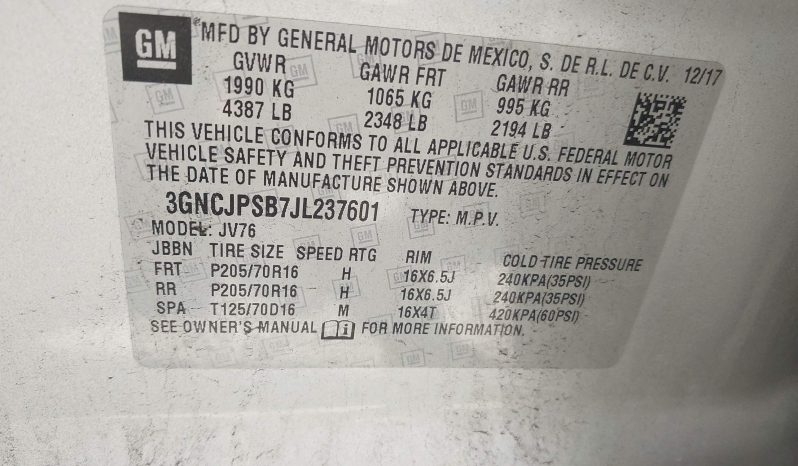 GM MFD BY GENERAL MOTORS DE MEXICO, S. DE R.L. DE C.V. 12/17
GVWR GAWR FRT GAWR RR
1990 KG 1065 KG 995 KG
4387 LB 2348 LB 2194 LB
THIS VEHICLE CONFORMS TO ALL APPLICABLE U.S. FEDERAL MOTOR
VEHICLE SAFETY AND THEFT PREVENTION STANDARDS IN EFFECT ON
THE DATE OF MANUFACTURE SHOWN ABOVE.
3GNCJPSB7JL237601 TYPE: M.P.V.
MODEL: JV76
JBBN TIRE SIZE SPEED RTG RIM COLD TIRE PRESSURE
FRT P205/70R16 H 16X6.5J 240KPA(35PSI)
RR P205/70R16 H 16X6.5J 240KPA(35PSI)
SPA T125/70D16 M 16X4T 420KPA(60PSI)
SEE OWNER'S MANUAL i FOR MORE INFORMATION.